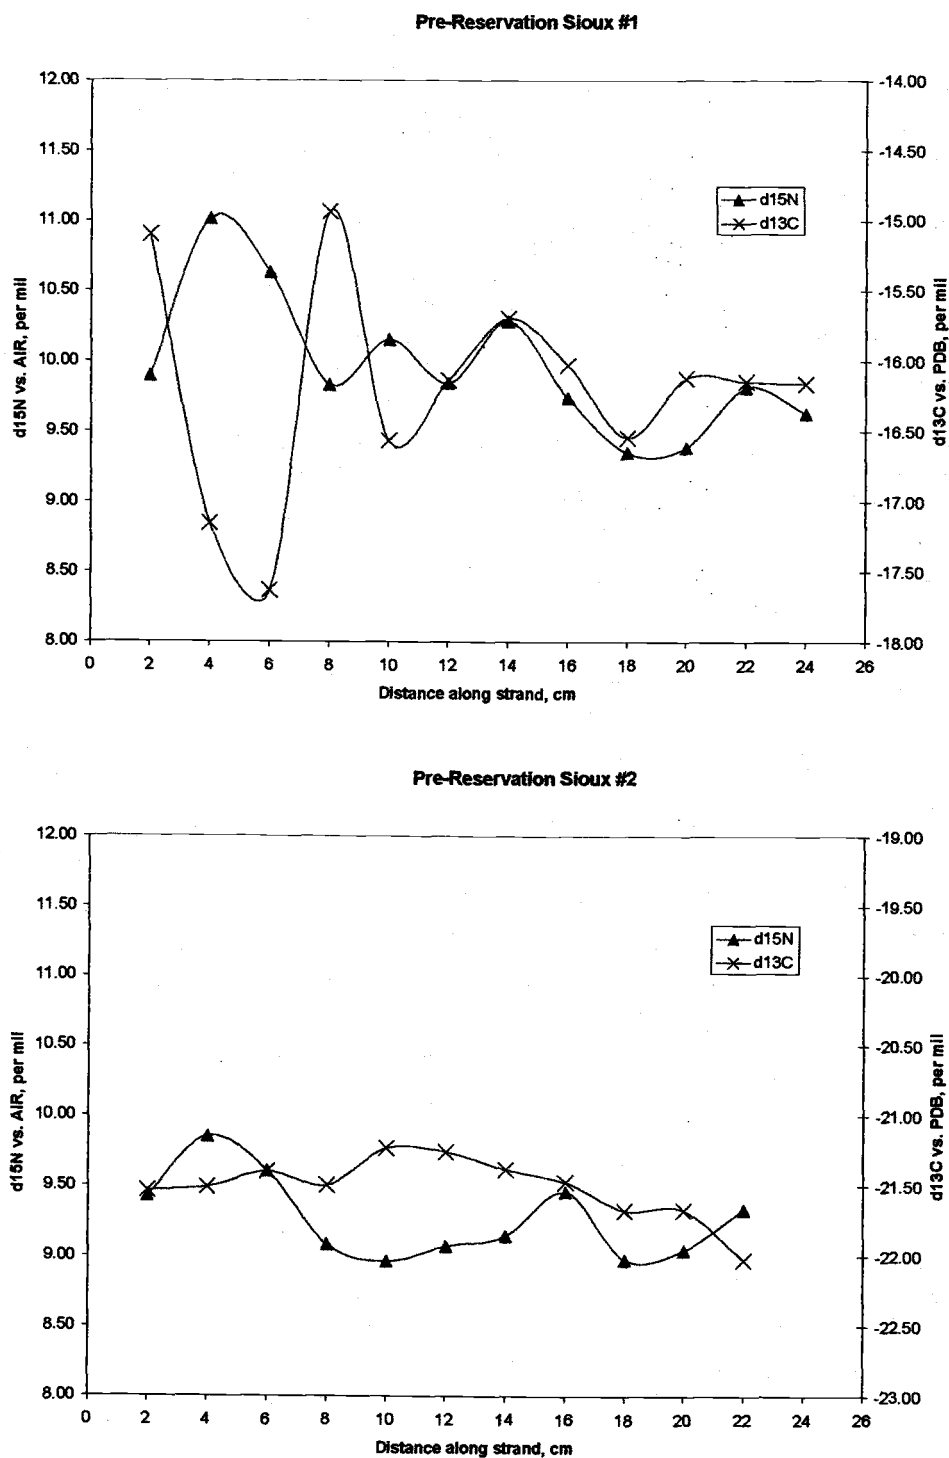 Pre-Reservation Sioux #1
12.00
11.50
11.00
10.50
10.00
9.50
9.00
8.50
8.00
d15N vs. AIR, per mil
-14.00
-14.50
-15.00
-15.50
-16.00
-16.50
-17.00
-17.50
-18.00
d13C vs. PDB, per mil
d15N
d13C
0 2 4 6 8 10 12 14 16 18 20 22 24 26
Distance along strand, cm
Pre-Reservation Sioux #2
12.00
11.50
11.00
10.50
10.00
9.50
9.00
8.50
8.00
d15N vs. AIR, per mil
-19.00
-19.50
-20.00
-20.50
-21.00
-21.50
-22.00
-22.50
-23.00
d13C vs. PDB, per mil
d15N
d13C
0 2 4 6 8 10 12 14 16 18 20 22 26
Distance along strand, cm